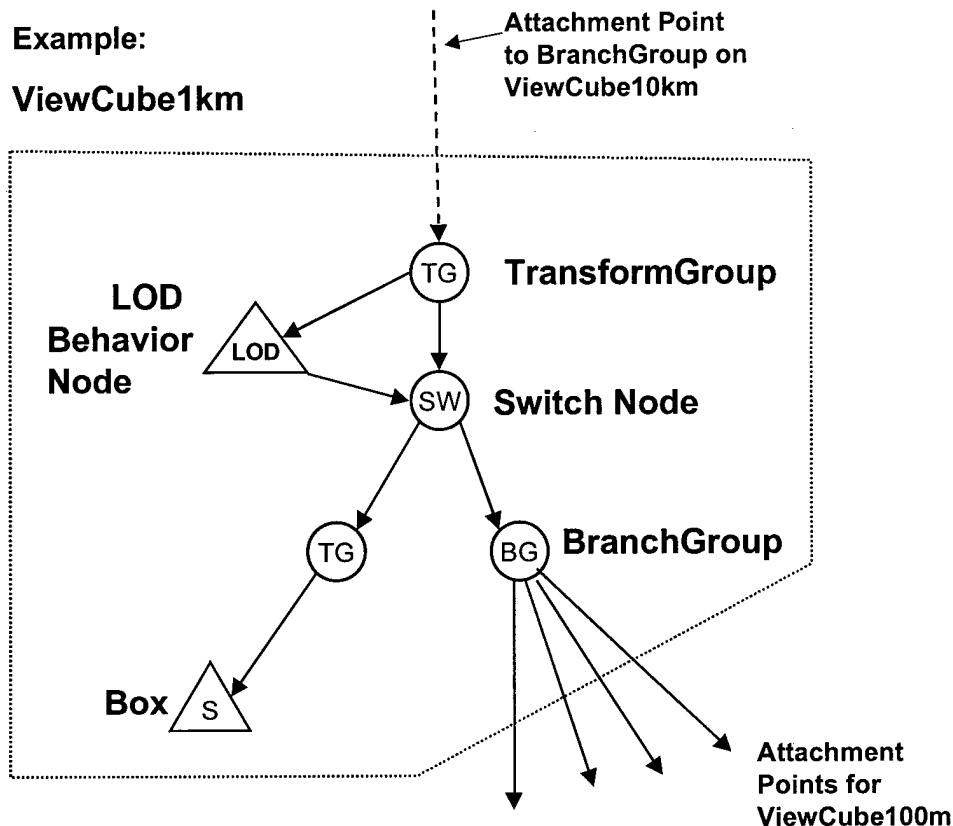 Example:
ViewCube1km
Attachment Point
to BranchGroup on
ViewCube10km
TG
TransformGroup
LOD
Behavior
Node
LOD
SW
Switch Node
TG
BG
BranchGroup
Box
S
Attachment
Points for
ViewCube100m